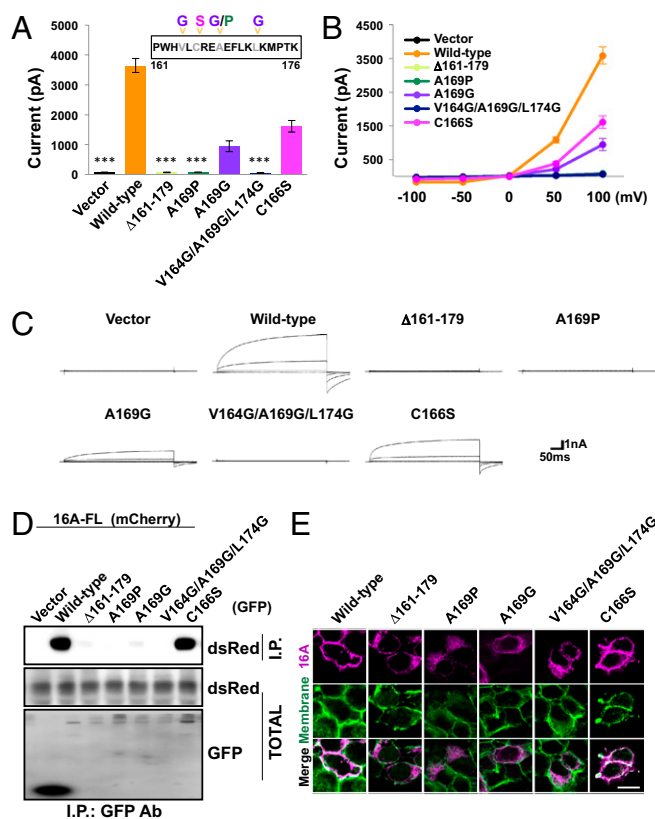 A
G S G/P G
PWHVLCREAEFLKLKMPTK
161 176
Current (pA)
5000
4000
3000
2000
1000
0
*** *** *** ***
Vector
Wild-type
Δ161-179
A169P
A169G
V164G/A169G/L174G
C166S
B
Vector
Wild-type
Δ161-179
A169P
A169G
V164G/A169G/L174G
C166S
Current (pA)
4500
3500
2500
1500
500
-100 -50 0 50 100 (mV)
C
Vector Wild-type Δ161-179 A169P
A169G V164G/A169G/L174G C166S
1nA
50ms
D
16A-FL (mCherry)
Vector
Wild-type
Δ161-179
A169P
A169G
V164G/A169G/L174G
C166S
(GFP)
dsRed I.P.
dsRed
GFP
TOTAL
I.P.: GFP Ab
E
Wild-type
Δ161-179
A169P
A169G
V164G/A169G/L174G
C166S
16A
Membrane
Merge